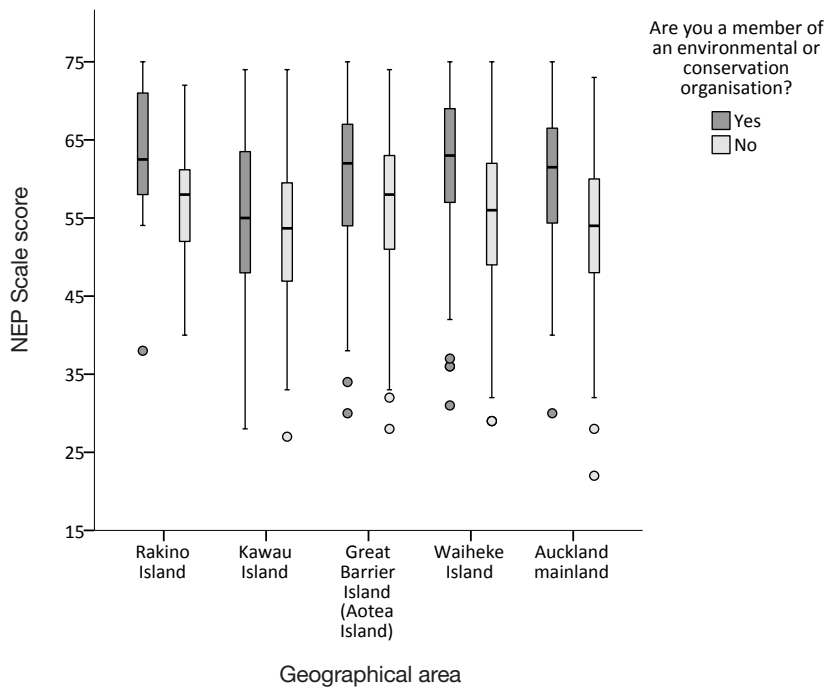 Are you a member of
an environmental or
conservation
organisation?
Yes
No
NEP Scale score
75
65
55
45
35
25
15
Rakino
Island
Kawau
Island
Great
Barrier
Island
(Aotea
Island)
Waiheke
Island
Auckland
mainland
Geographical area